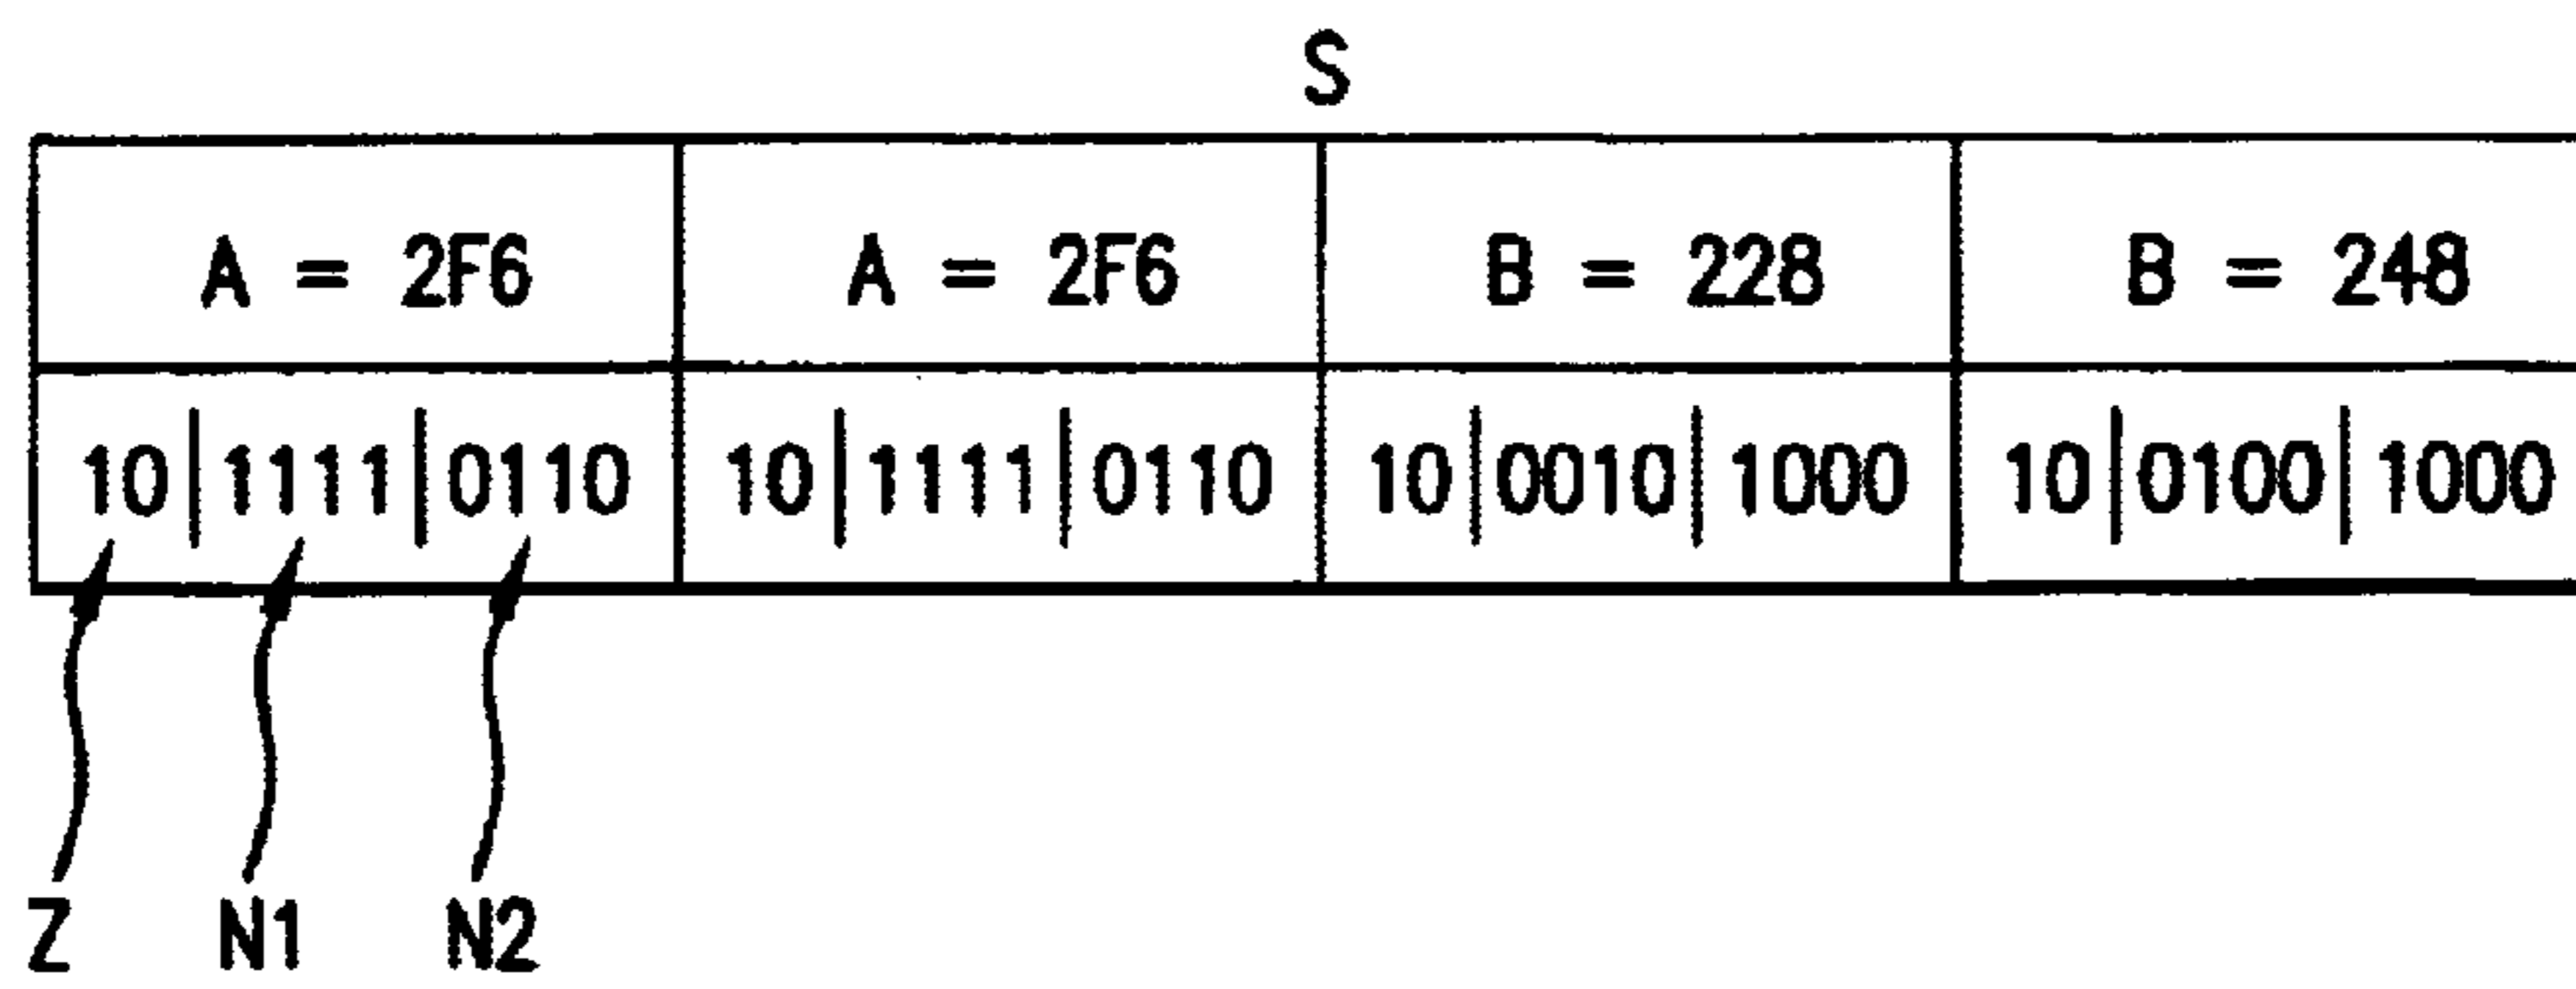 S
A = 2F6 A = 2F6 B = 228 B = 248
10|1111|0110 10|1111|0110 10|0010|1000 10|0100|1000
Z N1 N2